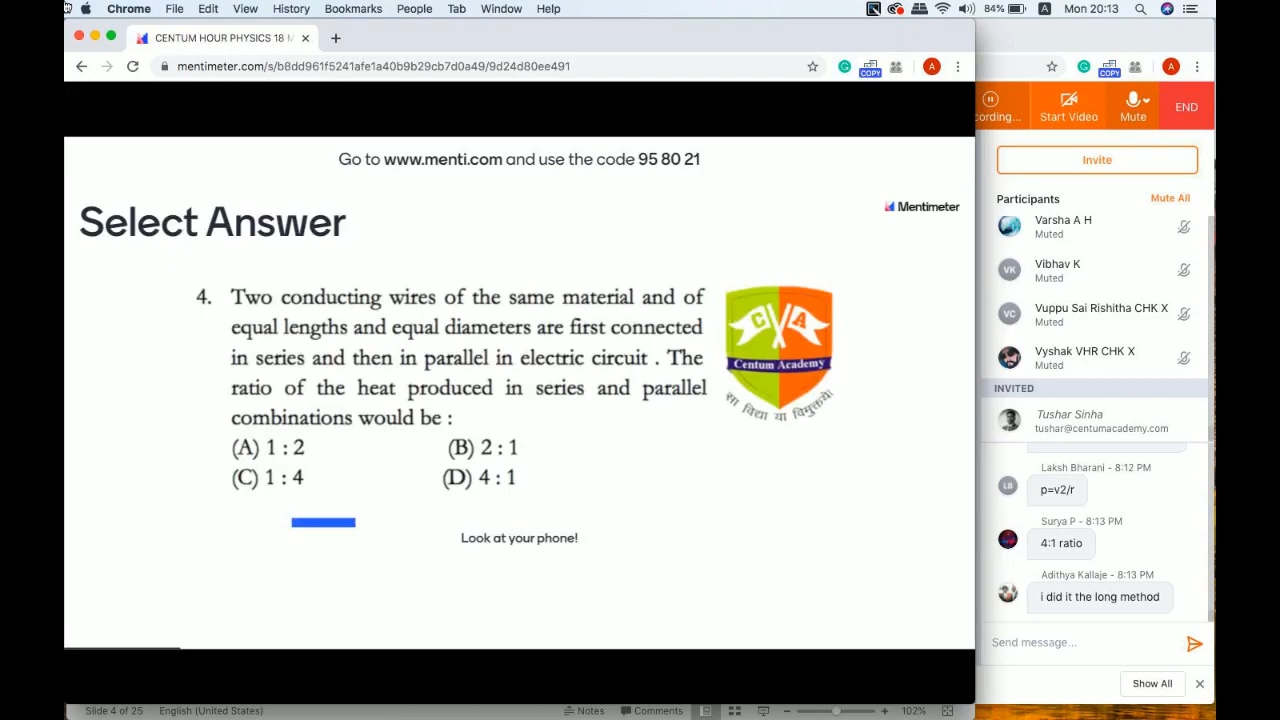 Chrome File Edit View History Bookmarks People Tab Window Help
84% A Mon 20:13
CENTUM HOUR PHYSICS 18 M
mentimeter.com/s/b8dd961f5241afe1a40b9b29cb7d0a49/9d24d80ee491
COPY A
COPY A
cording... Start Video Mute END
Go to www.menti.com and use the code 95 80 21
Select Answer
Mentimeter
4. Two conducting wires of the same material and of
equal lengths and equal diameters are first connected
in series and then in parallel in electric circuit . The
ratio of the heat produced in series and parallel
combinations would be :
(A) 1 : 2 (B) 2 : 1
(C) 1 : 4 (D) 4 : 1
C A
Centum Academy
सा विद्या या विमुक्तये।
Look at your phone!
Invite
Participants Mute All
Varsha A H
Muted
VK
Vibhav K
Muted
VC
Vuppu Sai Rishitha CHK X
Muted
Vyshak VHR CHK X
Muted
INVITED
Tushar Sinha
tushar@centumacademy.com
Laksh Bharani - 8:12 PM
LB
p=v2/r
Surya P - 8:13 PM
4:1 ratio
Adithya Kallaje - 8:13 PM
i did it the long method
Send message...
Show All
Slide 4 of 25 English (United States) Notes Comments 102%